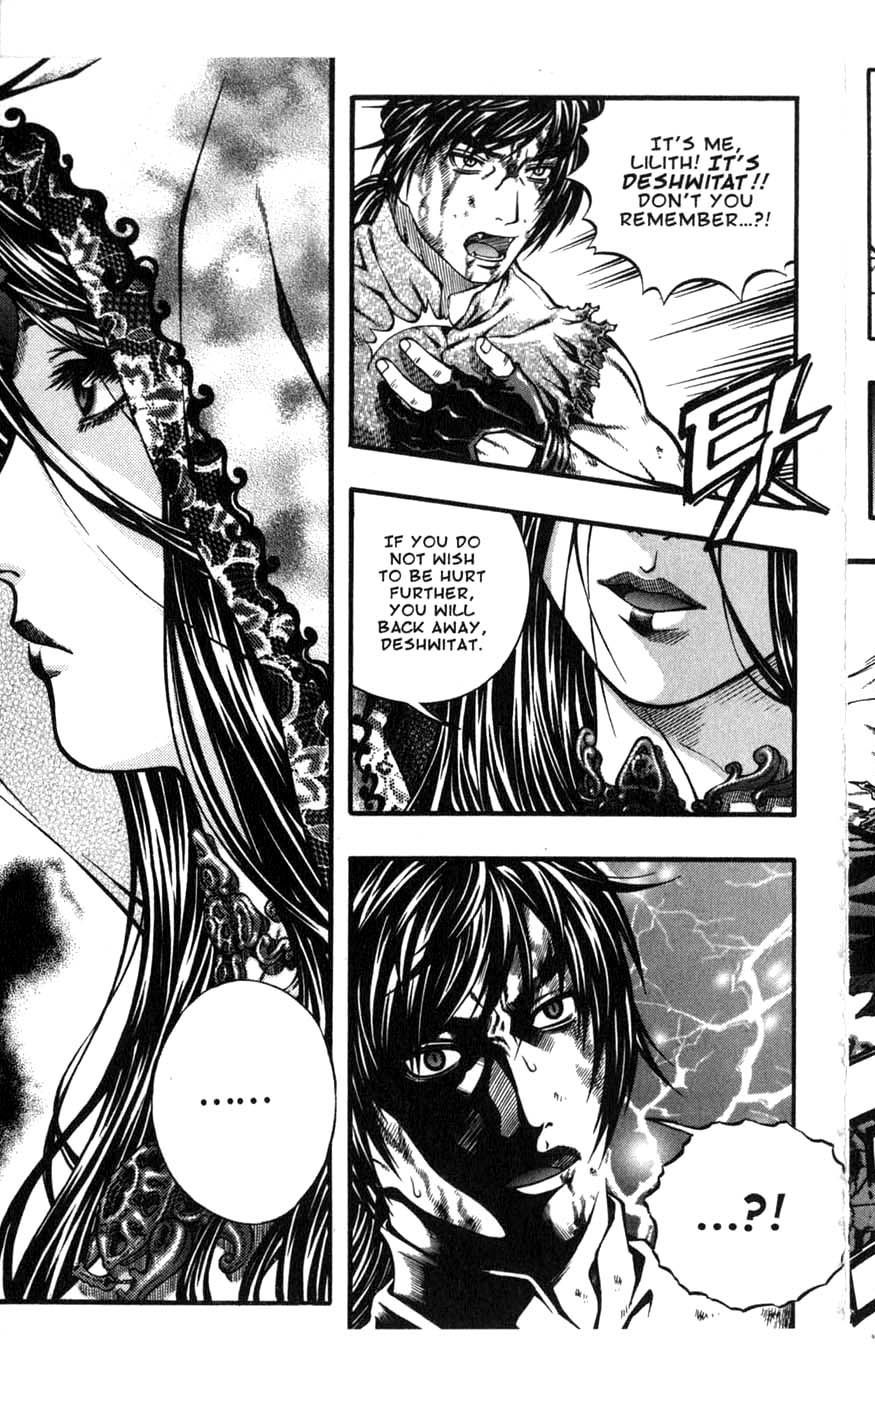 IT'S ME,
LILITH! IT'S
DESHWITAT!!
DON'T YOU
REMEMBER...?!
탁
IF YOU DO
NOT WISH
TO BE HURT
FURTHER,
YOU WILL
BACK AWAY,
DESHWITAT.
...?!
......